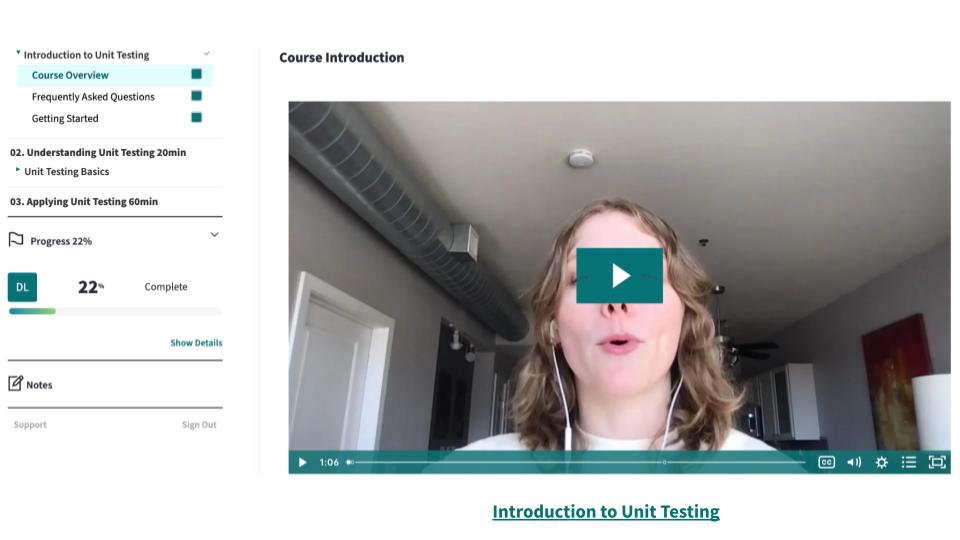 Introduction to Unit Testing
Course Overview
Frequently Asked Questions
Getting Started
02. Understanding Unit Testing 20min
Unit Testing Basics
03. Applying Unit Testing 60min
Progress 22%
DL 22% Complete
Show Details
Notes
Support Sign Out
Course Introduction
1:06 CC
Introduction to Unit Testing